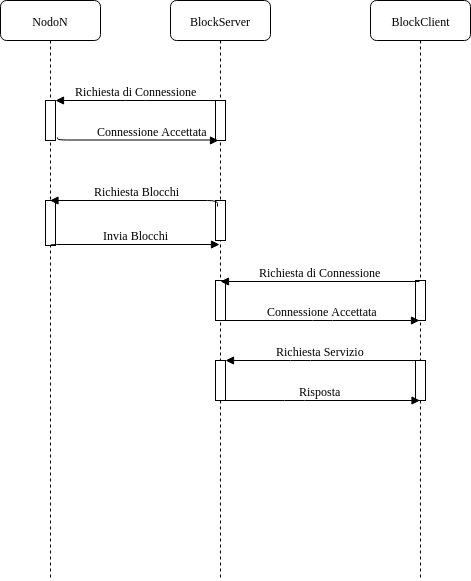 NodoN
BlockServer
BlockClient
Richiesta di Connessione
Connessione Accettata
Richiesta Blocchi
Invia Blocchi
Richiesta di Connessione
Connessione Accettata
Richiesta Servizio
Risposta